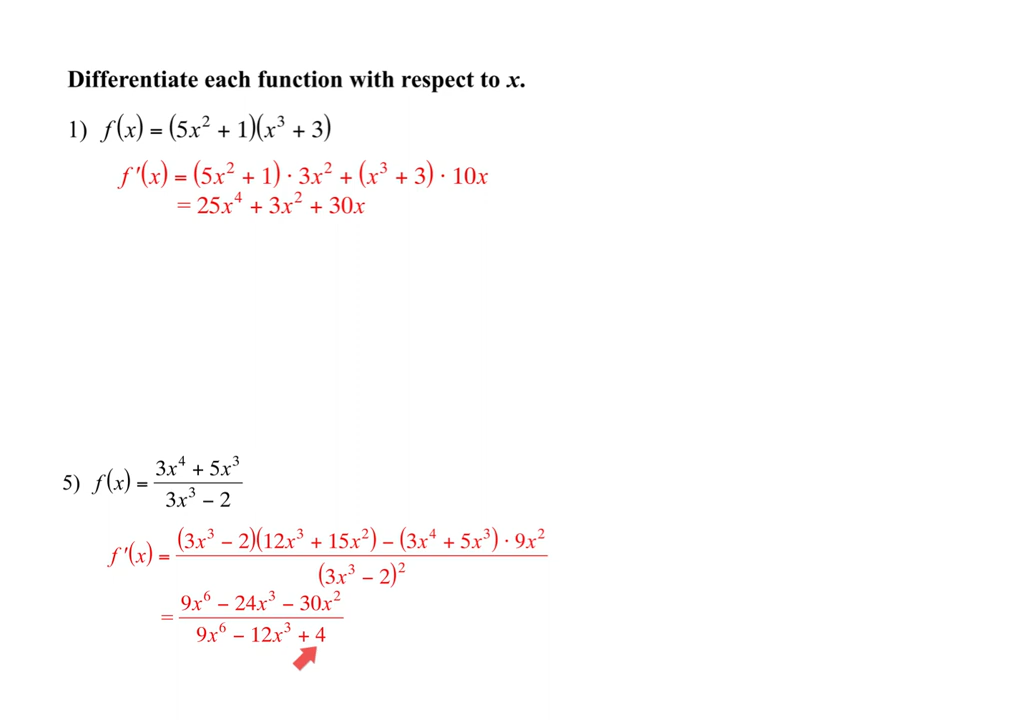 Differentiate each function with respect to x.
1) f(x) = (5x² + 1)(x³ + 3)
f '(x) = (5x² + 1) · 3x² + (x³ + 3) · 10x
= 25x⁴ + 3x² + 30x
5) f(x) = (3x⁴ + 5x³) / (3x³ − 2)
f '(x) = ((3x³ − 2)(12x³ + 15x²) − (3x⁴ + 5x³) · 9x²) / (3x³ − 2)²
= (9x⁶ − 24x³ − 30x²) / (9x⁶ − 12x³ + 4)